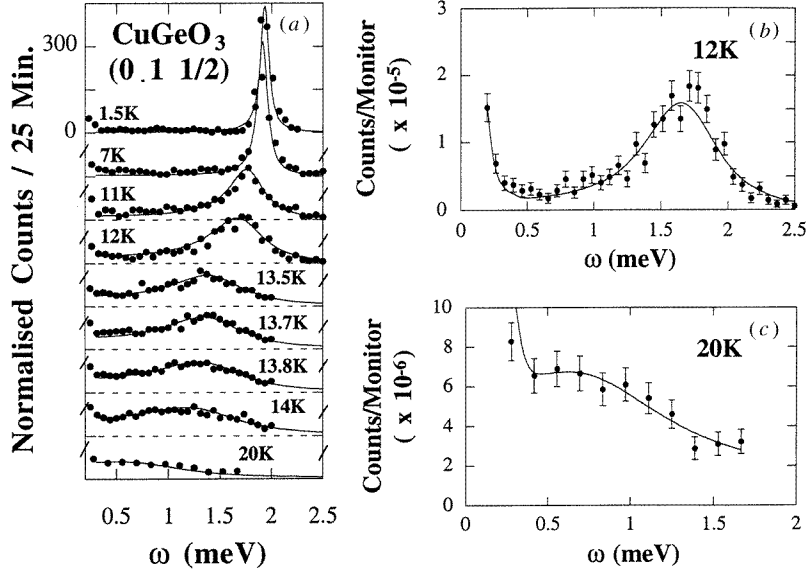 (a)
CuGeO3
(0 1 1/2)
300
0
1.5K
7K
11K
12K
13.5K
13.7K
13.8K
14K
20K
Normalised Counts / 25 Min.
0.5 1 1.5 2 2.5
ω (meV)
12K (b)
3
2
1
0
Counts/Monitor
( x 10-5)
0 0.5 1 1.5 2 2.5
ω (meV)
20K (c)
10
8
6
4
2
0
Counts/Monitor
( x 10-6)
0 0.5 1 1.5 2
ω (meV)